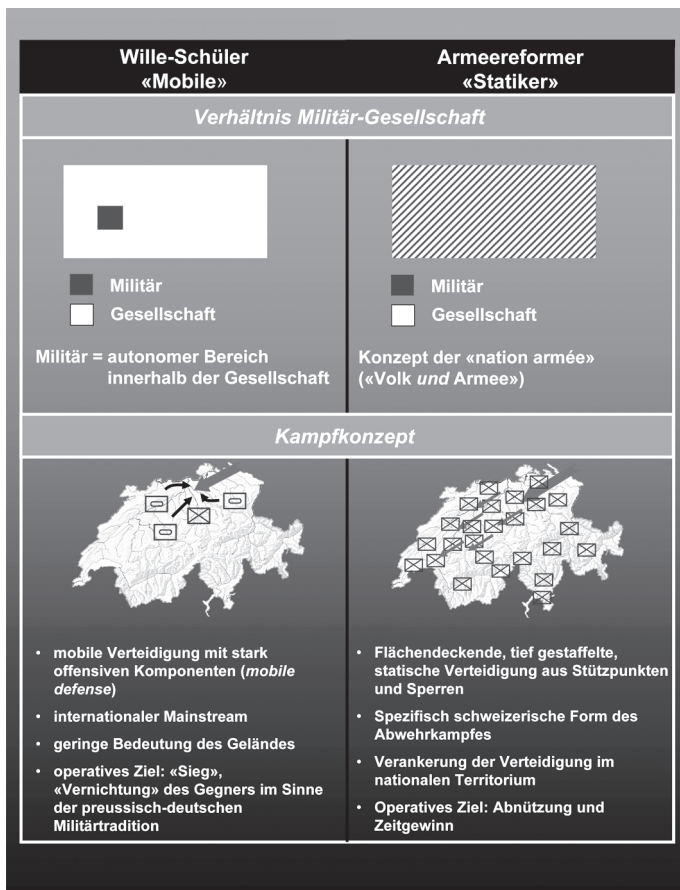 Wille-Schüler
«Mobile»
Armeereformer
«Statiker»
Verhältnis Militär-Gesellschaft
Militär
Gesellschaft
Militär = autonomer Bereich
innerhalb der Gesellschaft
Militär
Gesellschaft
Konzept der «nation armée»
(«Volk und Armee»)
Kampfkonzept
• mobile Verteidigung mit stark
offensiven Komponenten (mobile
defense)
• internationaler Mainstream
• geringe Bedeutung des Geländes
• operatives Ziel: «Sieg»,
«Vernichtung» des Gegners im Sinne
der preussisch-deutschen
Militärtradition
• Flächendeckende, tief gestaffelte,
statische Verteidigung aus Stützpunkten
und Sperren
• Spezifisch schweizerische Form des
Abwehrkampfes
• Verankerung der Verteidigung im
nationalen Territorium
• Operatives Ziel: Abnützung und
Zeitgewinn